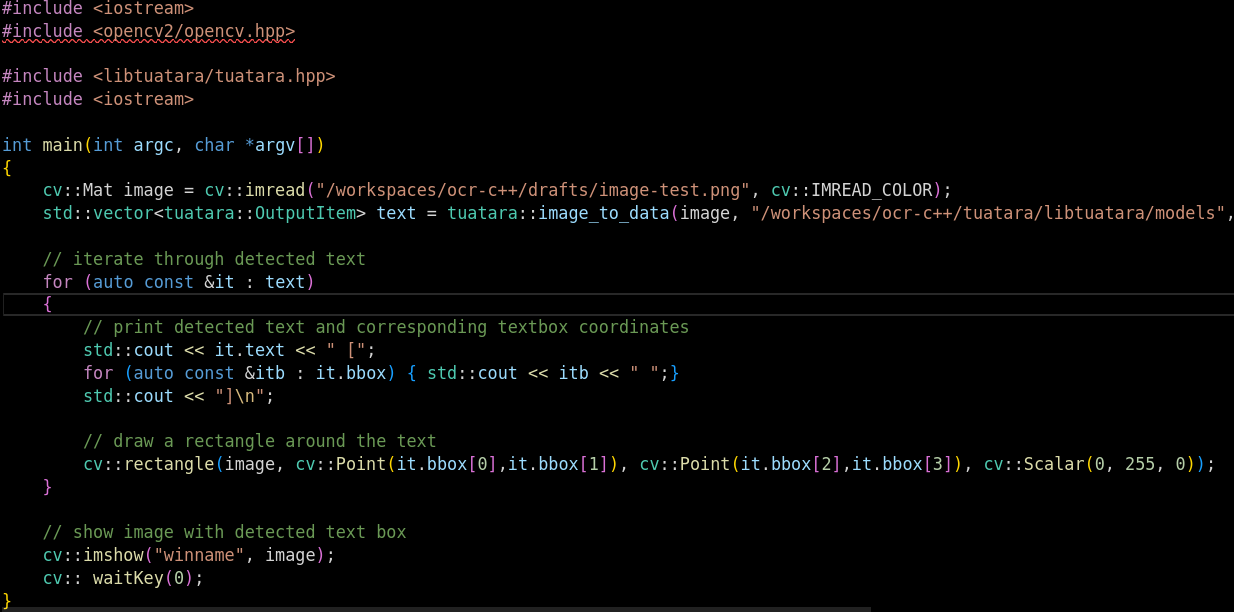 #include <iostream>
#include <opencv2/opencv.hpp>

#include <libtuatara/tuatara.hpp>
#include <iostream>

int main(int argc, char *argv[])
{
    cv::Mat image = cv::imread("/workspaces/ocr-c++/drafts/image-test.png", cv::IMREAD_COLOR);
    std::vector<tuatara::OutputItem> text = tuatara::image_to_data(image, "/workspaces/ocr-c++/tuatara/libtuatara/models",

    // iterate through detected text
    for (auto const &it : text)
    {
        // print detected text and corresponding textbox coordinates
        std::cout << it.text << " [";
        for (auto const &itb : it.bbox) { std::cout << itb << " ";}
        std::cout << "]\n";

        // draw a rectangle around the text
        cv::rectangle(image, cv::Point(it.bbox[0],it.bbox[1]), cv::Point(it.bbox[2],it.bbox[3]), cv::Scalar(0, 255, 0));
    }

    // show image with detected text box
    cv::imshow("winname", image);
    cv:: waitKey(0);
}